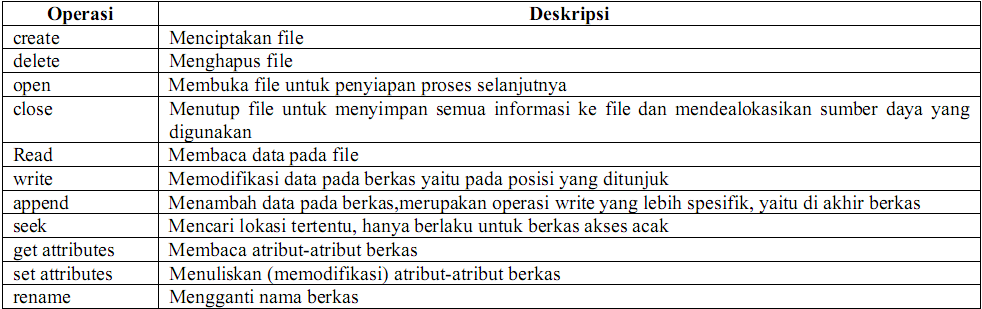 Operasi Deskripsi
create Menciptakan file
delete Menghapus file
open Membuka file untuk penyiapan proses selanjutnya
close Menutup file untuk menyimpan semua informasi ke file dan mendealokasikan sumber daya yang
digunakan
Read Membaca data pada file
write Memodifikasi data pada berkas yaitu pada posisi yang ditunjuk
append Menambah data pada berkas,merupakan operasi write yang lebih spesifik, yaitu di akhir berkas
seek Mencari lokasi tertentu, hanya berlaku untuk berkas akses acak
get attributes Membaca atribut-atribut berkas
set attributes Menuliskan (memodifikasi) atribut-atribut berkas
rename Mengganti nama berkas